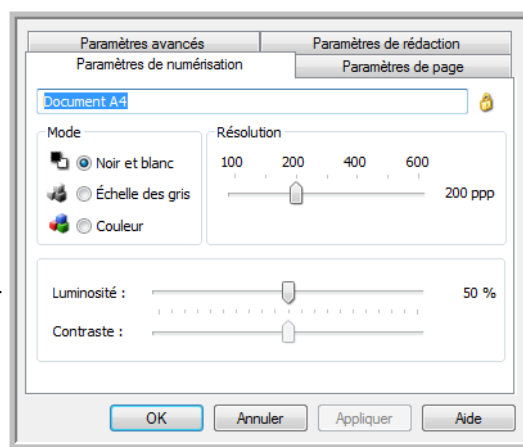 Paramètres avancés Paramètres de rédaction
Paramètres de numérisation Paramètres de page
Document A4
Mode Résolution
100 200 400 600
Noir et blanc
Échelle des gris 200 ppp
Couleur
Luminosité : 50 %
Contraste :
OK Annuler Appliquer Aide